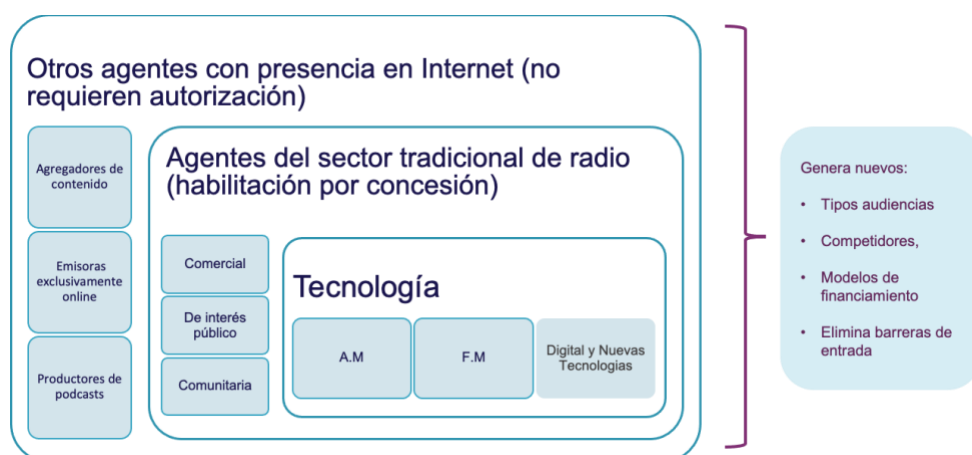 Otros agentes con presencia en Internet (no
requieren autorización)
Agregadores de
contenido
Emisoras
exclusivamente
online
Productores de
podcasts
Agentes del sector tradicional de radio
(habilitación por concesión)
Comercial
De interés
público
Comunitaria
Tecnología
A.M
F.M
Digital y Nuevas
Tecnologias
Genera nuevos:
• Tipos audiencias
• Competidores,
• Modelos de
financiamiento
• Elimina barreras de
entrada